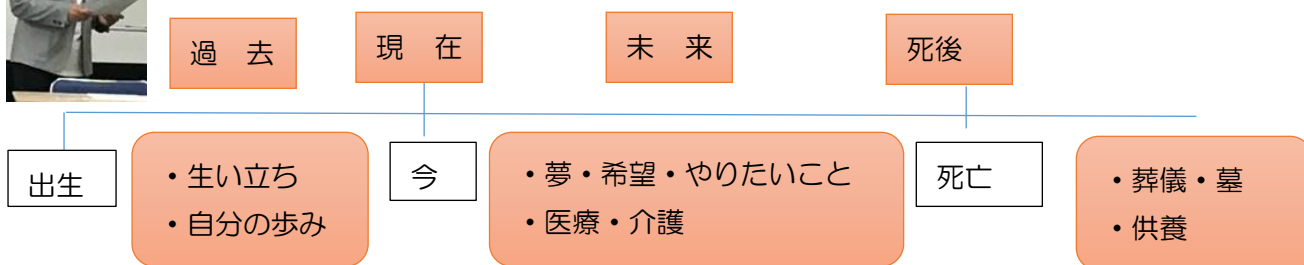 過　去
現　在
未　来
死後
出生
・生い立ち
・自分の歩み
今
・夢・希望・やりたいこと
・医療・介護
死亡
・葬儀・墓
・供養